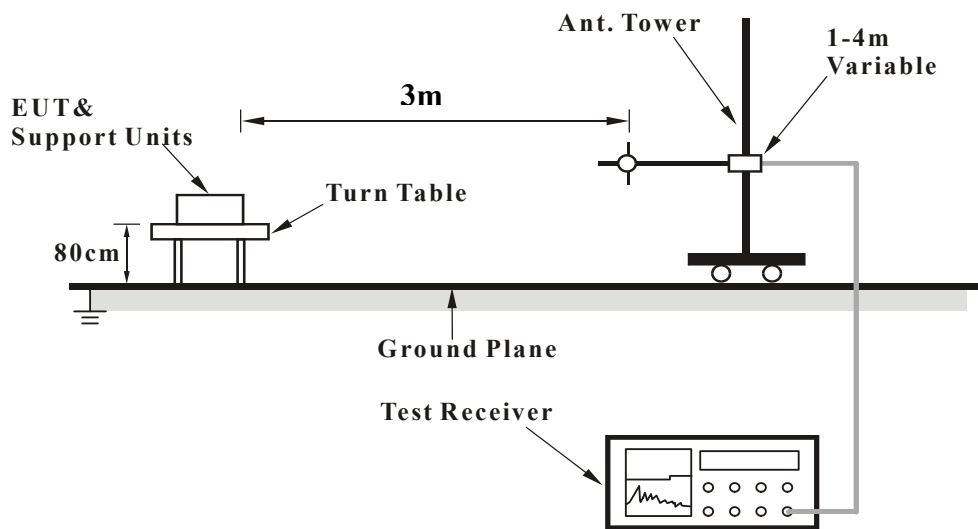 Ant. Tower
1-4m
Variable
3m
EUT&
Support Units
Turn Table
80cm
Ground Plane
Test Receiver